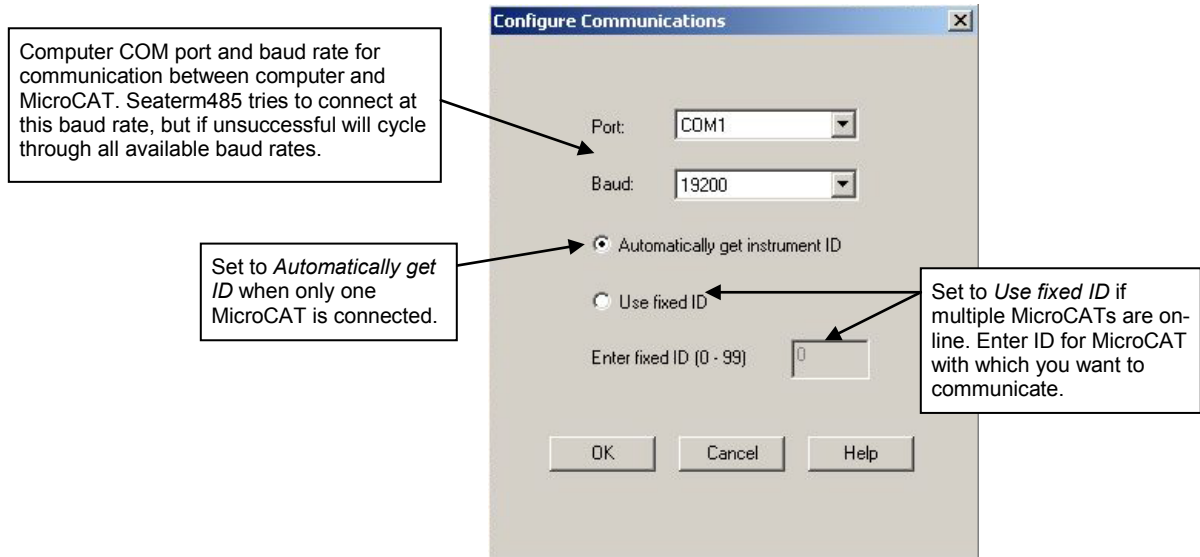 Configure Communications
Computer COM port and baud rate for
communication between computer and
MicroCAT. Seaterm485 tries to connect at
this baud rate, but if unsuccessful will cycle
through all available baud rates.
Port:
COM1
Baud:
19200
Automatically get instrument ID
Set to Automatically get
ID when only one
MicroCAT is connected.
Use fixed ID
Set to Use fixed ID if
multiple MicroCATs are on-
line. Enter ID for MicroCAT
with which you want to
communicate.
Enter fixed ID (0 - 99)
0
OK
Cancel
Help